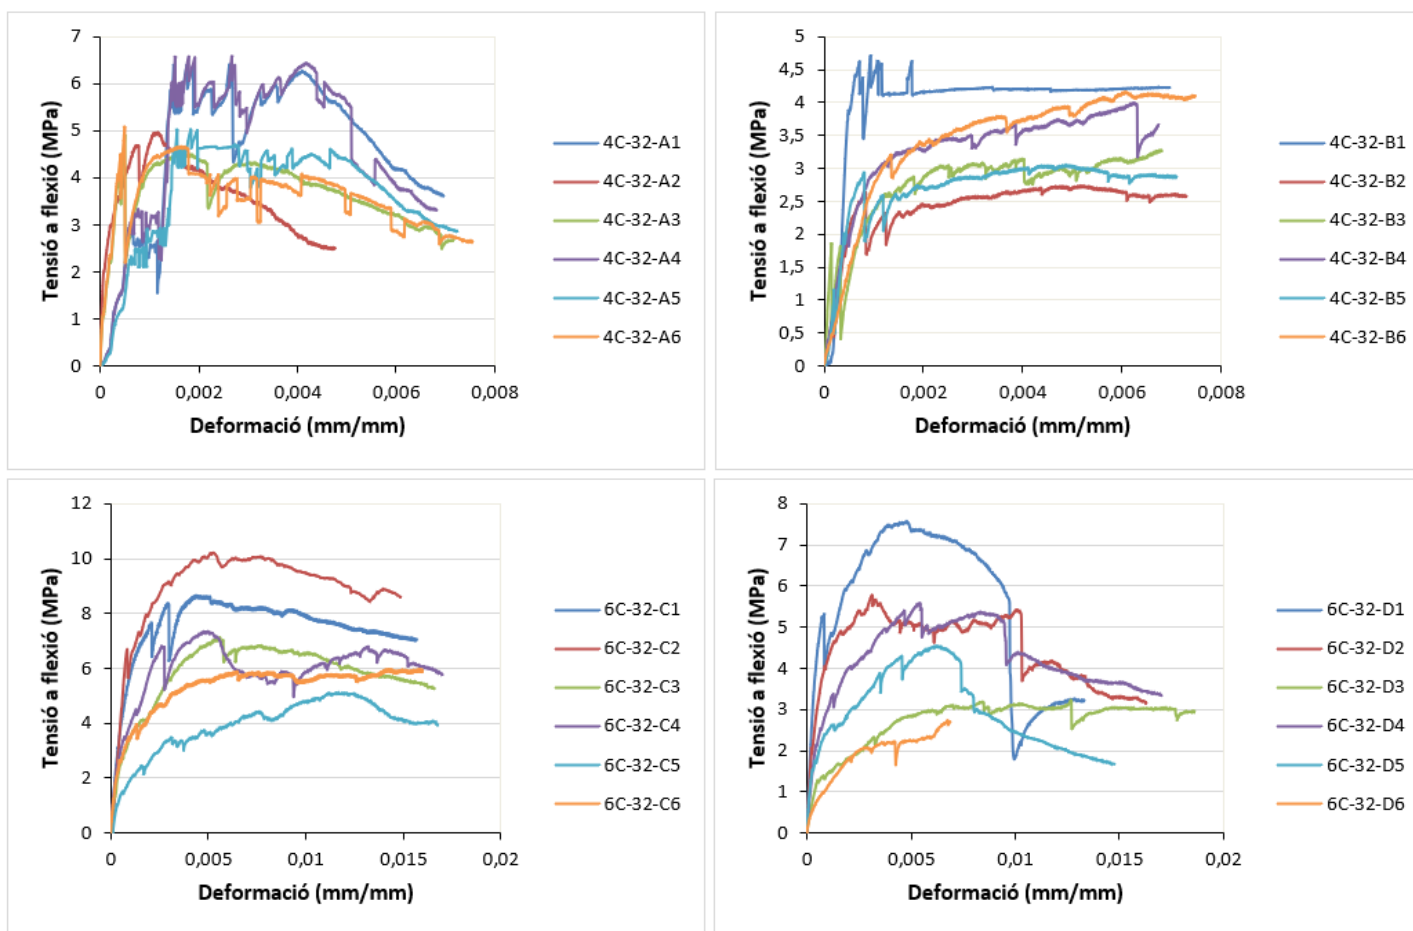 7
6
5
4
3
2
1
0
Tensió a flexió (MPa)
0 0,002 0,004 0,006 0,008
Deformació (mm/mm)
4C-32-A1
4C-32-A2
4C-32-A3
4C-32-A4
4C-32-A5
4C-32-A6
5
4,5
4
3,5
3
2,5
2
1,5
1
0,5
0
Tensió a flexió (MPa)
0 0,002 0,004 0,006 0,008
Deformació (mm/mm)
4C-32-B1
4C-32-B2
4C-32-B3
4C-32-B4
4C-32-B5
4C-32-B6
12
10
8
6
4
2
0
Tensió a flexió (MPa)
0 0,005 0,01 0,015 0,02
Deformació (mm/mm)
6C-32-C1
6C-32-C2
6C-32-C3
6C-32-C4
6C-32-C5
6C-32-C6
8
7
6
5
4
3
2
1
0
Tensió a flexió (MPa)
0 0,005 0,01 0,015 0,02
Deformació (mm/mm)
6C-32-D1
6C-32-D2
6C-32-D3
6C-32-D4
6C-32-D5
6C-32-D6